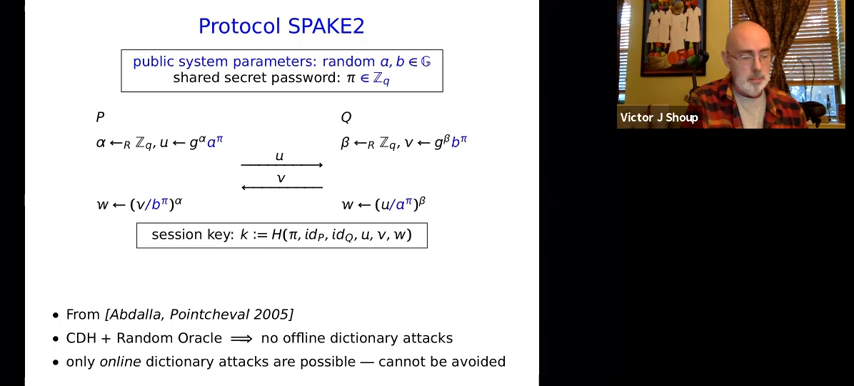 Protocol SPAKE2
public system parameters: random a, b ∈ 𝔾
shared secret password: π ∈ ℤq
P Q
α ←R ℤq, u ← g^α a^π β ←R ℤq, v ← g^β b^π
u
v
w ← (v/b^π)^α w ← (u/a^π)^β
session key: k := H(π, idP, idQ, u, v, w)
• From [Abdalla, Pointcheval 2005]
• CDH + Random Oracle ⟹ no offline dictionary attacks
• only online dictionary attacks are possible — cannot be avoided
Victor J Shoup